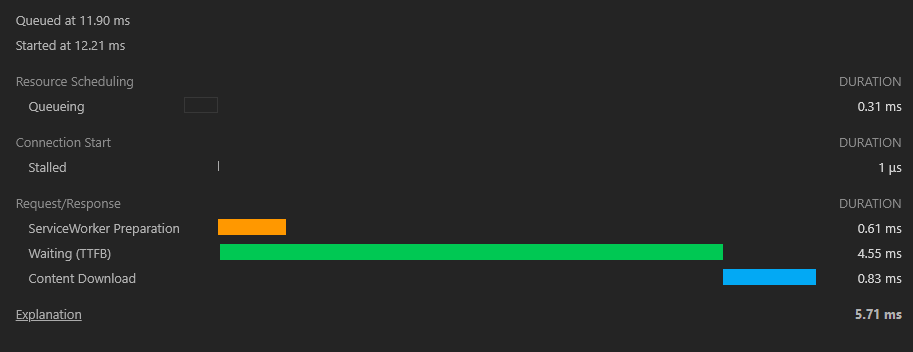 Queued at 11.90 ms
Started at 12.21 ms
Resource Scheduling DURATION
Queueing 0.31 ms
Connection Start DURATION
Stalled 1 μs
Request/Response DURATION
ServiceWorker Preparation 0.61 ms
Waiting (TTFB) 4.55 ms
Content Download 0.83 ms
Explanation 5.71 ms